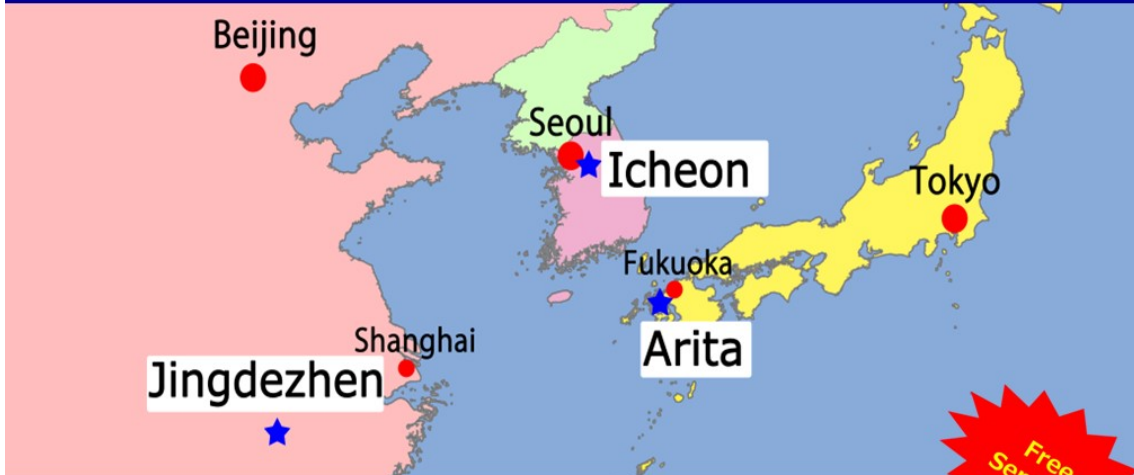 Beijing
Seoul
Icheon
Tokyo
Fukuoka
Shanghai
Arita
Jingdezhen
Free